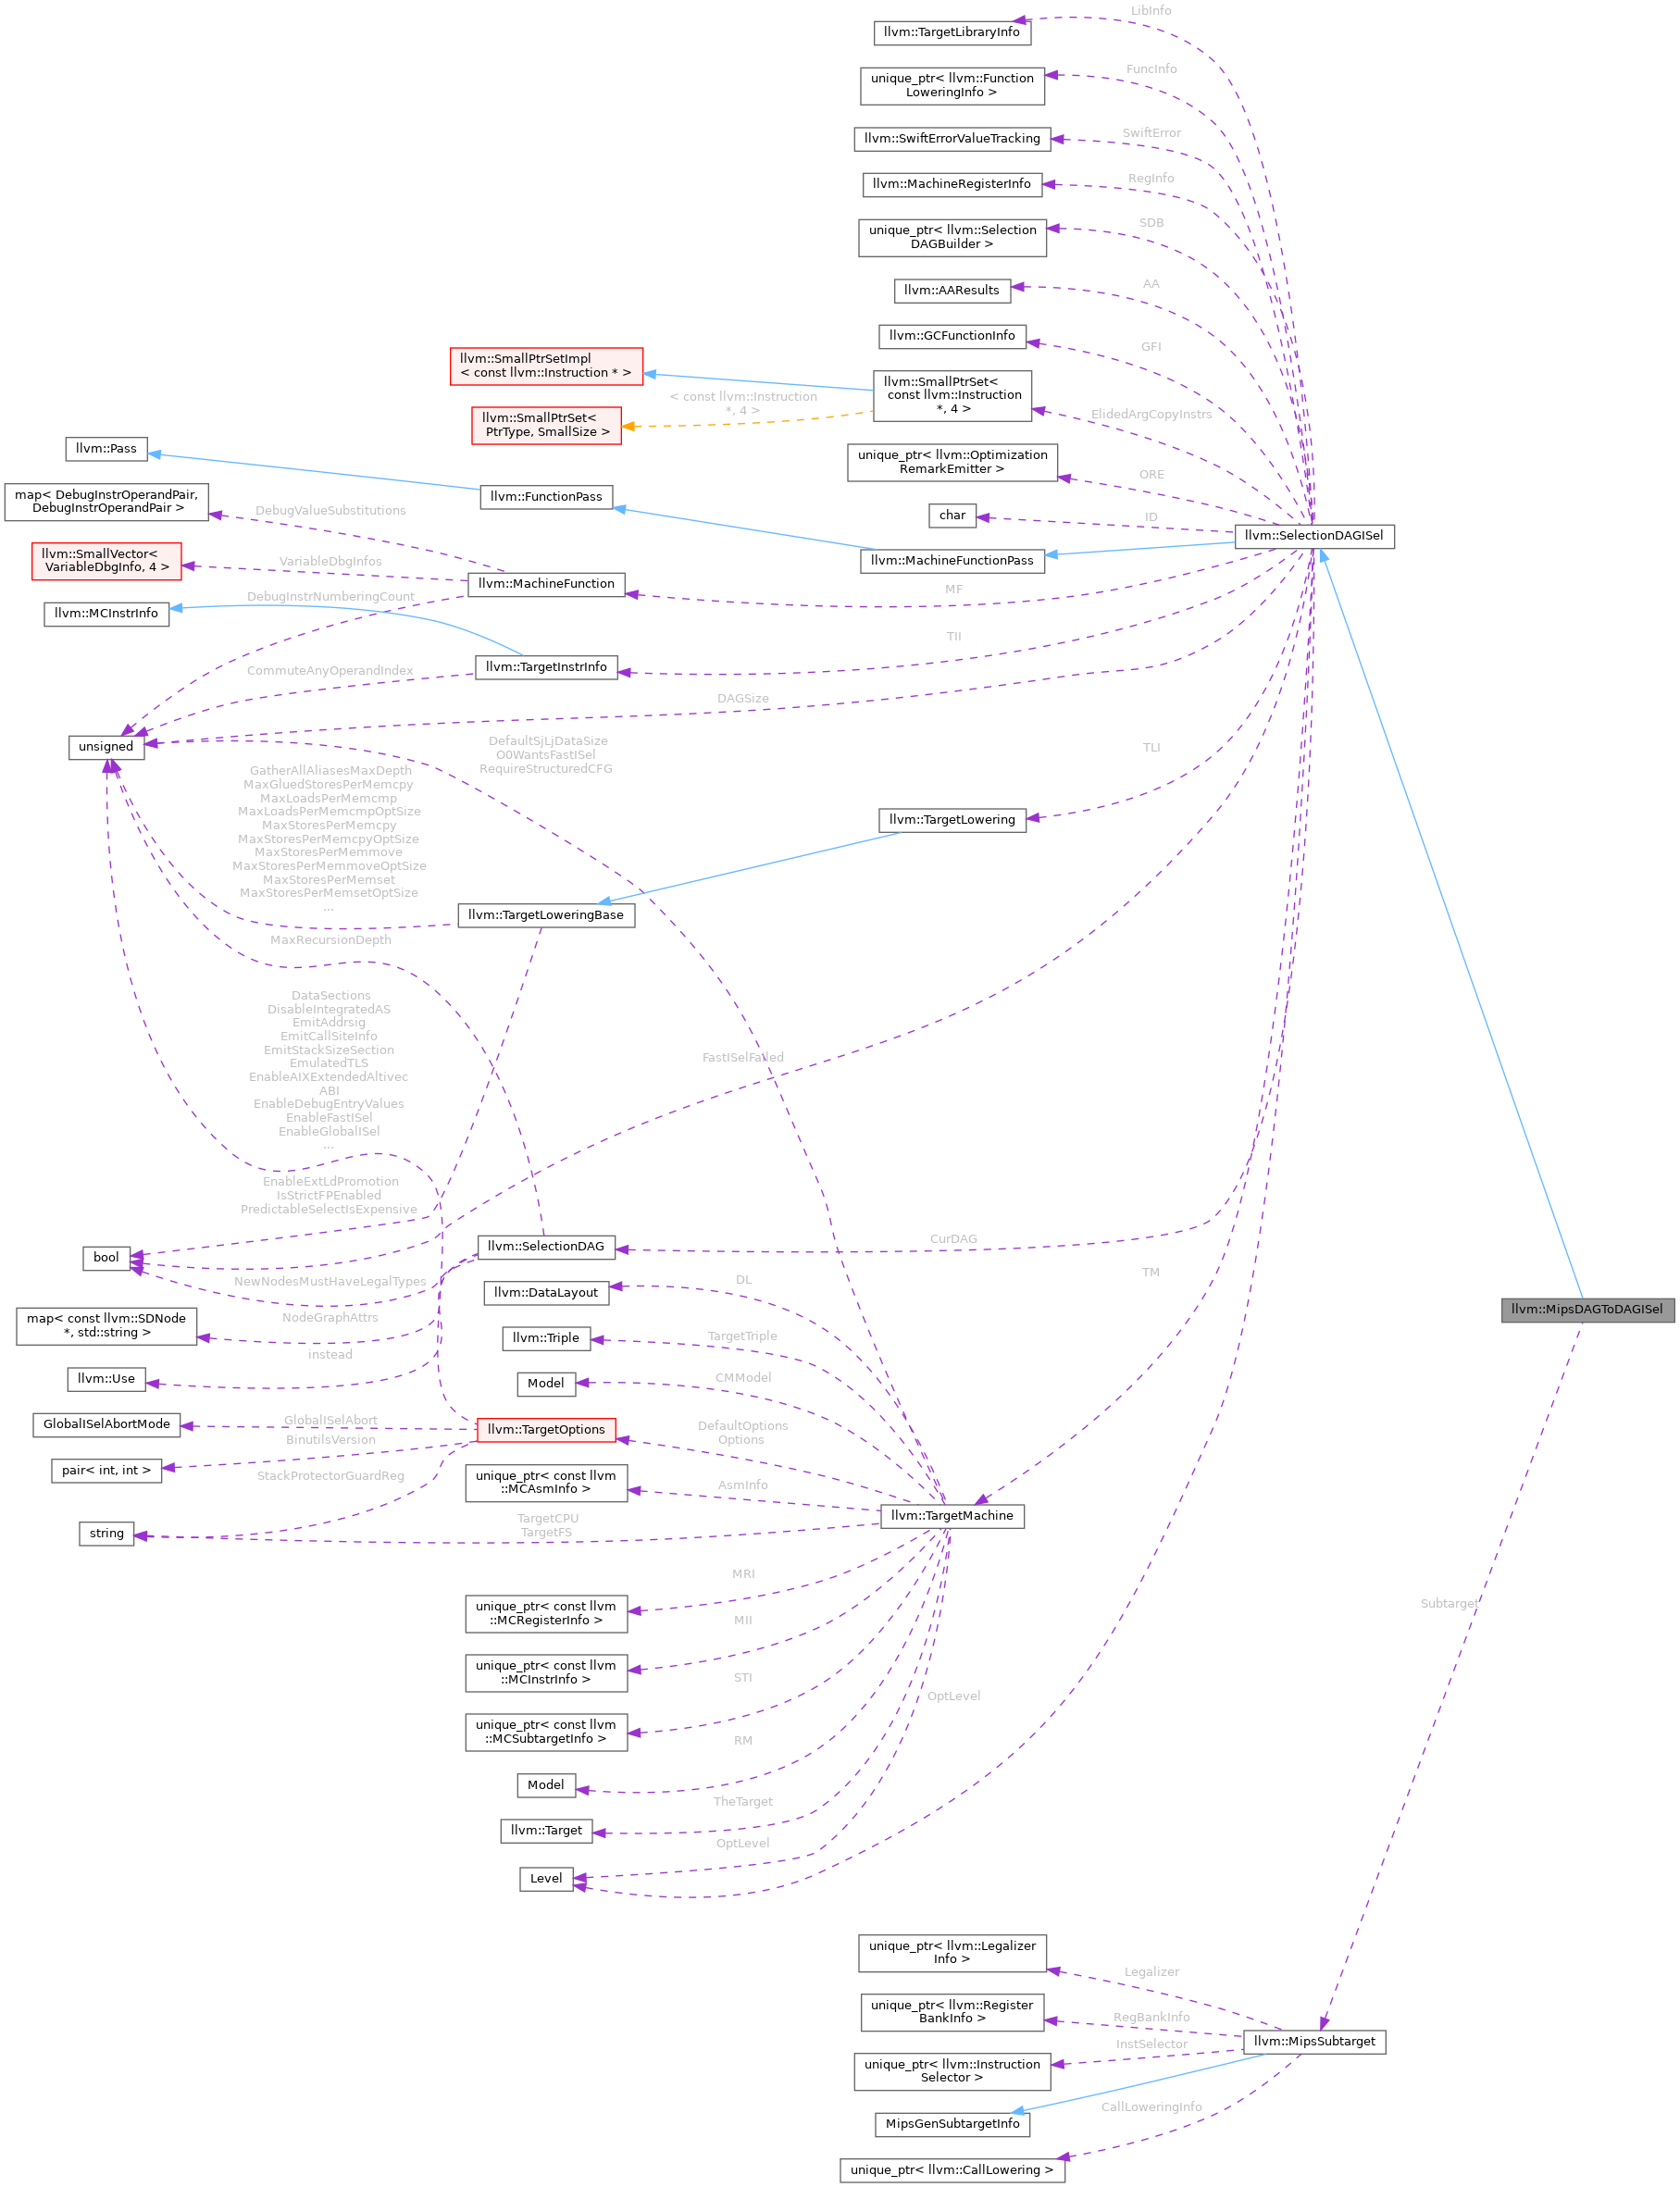 LibInfo
llvm::TargetLibraryInfo
FuncInfo
unique_ptr< llvm::Function
LoweringInfo >
SwiftError
llvm::SwiftErrorValueTracking
RegInfo
llvm::MachineRegisterInfo
SDB
unique_ptr< llvm::Selection
DAGBuilder >
AA
llvm::AAResults
GFI
llvm::GCFunctionInfo
llvm::SmallPtrSetImpl
< const llvm::Instruction * >
llvm::SmallPtrSet<
const llvm::Instruction
*, 4 >
< const llvm::Instruction
*, 4 >
llvm::SmallPtrSet<
PtrType, SmallSize >
ElidedArgCopyInstrs
unique_ptr< llvm::Optimization
RemarkEmitter >
ORE
llvm::Pass
llvm::FunctionPass
char
ID
llvm::SelectionDAGISel
map< DebugInstrOperandPair,
DebugInstrOperandPair >
DebugValueSubstitutions
llvm::MachineFunctionPass
llvm::SmallVector<
VariableDbgInfo, 4 >
VariableDbgInfos
llvm::MachineFunction
MF
DebugInstrNumberingCount
llvm::MCInstrInfo
TII
llvm::TargetInstrInfo
CommuteAnyOperandIndex
DAGSize
unsigned
DefaultSjLjDataSize
O0WantsFastISel
RequireStructuredCFG
TLI
GatherAllAliasesMaxDepth
MaxGluedStoresPerMemcpy
MaxLoadsPerMemcmp
MaxLoadsPerMemcmpOptSize
MaxStoresPerMemcpy
MaxStoresPerMemcpyOptSize
MaxStoresPerMemmove
MaxStoresPerMemmoveOptSize
MaxStoresPerMemset
MaxStoresPerMemsetOptSize
...
llvm::TargetLowering
llvm::TargetLoweringBase
MaxRecursionDepth
DataSections
DisableIntegratedAS
EmitAddrsig
EmitCallSiteInfo
EmitStackSizeSection
EmulatedTLS
EnableAIXExtendedAltivec
ABI
EnableDebugEntryValues
EnableFastISel
EnableGlobalISel
...
FastISelFailed
EnableExtLdPromotion
IsStrictFPEnabled
PredictableSelectIsExpensive
bool
llvm::SelectionDAG
CurDAG
NewNodesMustHaveLegalTypes
DL
TM
llvm::DataLayout
llvm::MipsDAGToDAGISel
map< const llvm::SDNode
*, std::string >
NodeGraphAttrs
llvm::Triple
TargetTriple
instead
llvm::Use
Model
CMModel
GlobalISelAbortMode
GlobalISelAbort
llvm::TargetOptions
DefaultOptions
Options
BinutilsVersion
pair< int, int >
StackProtectorGuardReg
unique_ptr< const llvm
::MCAsmInfo >
AsmInfo
llvm::TargetMachine
string
TargetCPU
TargetFS
MRI
unique_ptr< const llvm
::MCRegisterInfo >
Subtarget
MII
unique_ptr< const llvm
::MCInstrInfo >
STI
OptLevel
unique_ptr< const llvm
::MCSubtargetInfo >
RM
Model
TheTarget
llvm::Target
OptLevel
Level
unique_ptr< llvm::Legalizer
Info >
Legalizer
unique_ptr< llvm::Register
BankInfo >
RegBankInfo
llvm::MipsSubtarget
InstSelector
unique_ptr< llvm::Instruction
Selector >
MipsGenSubtargetInfo
CallLoweringInfo
unique_ptr< llvm::CallLowering >